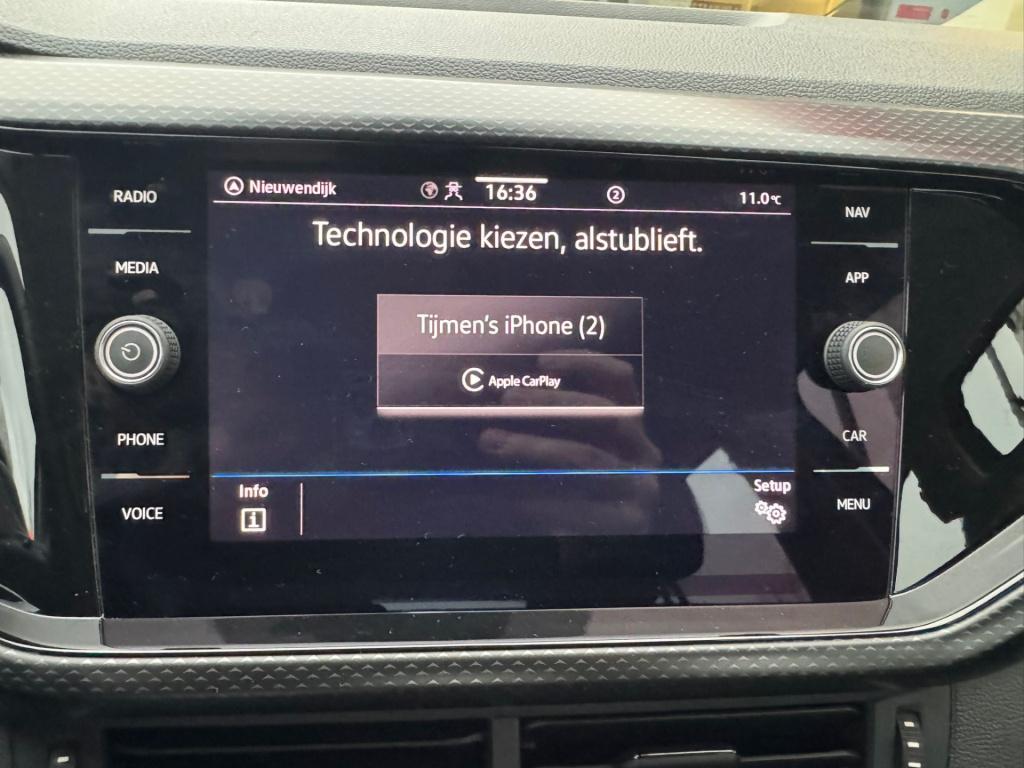 RADIO
MEDIA
PHONE
VOICE
Nieuwendijk
16:36
2
11.0°C
Technologie kiezen, alstublieft.
Tijmen's iPhone (2)
Apple CarPlay
Info
i
Setup
NAV
APP
CAR
MENU